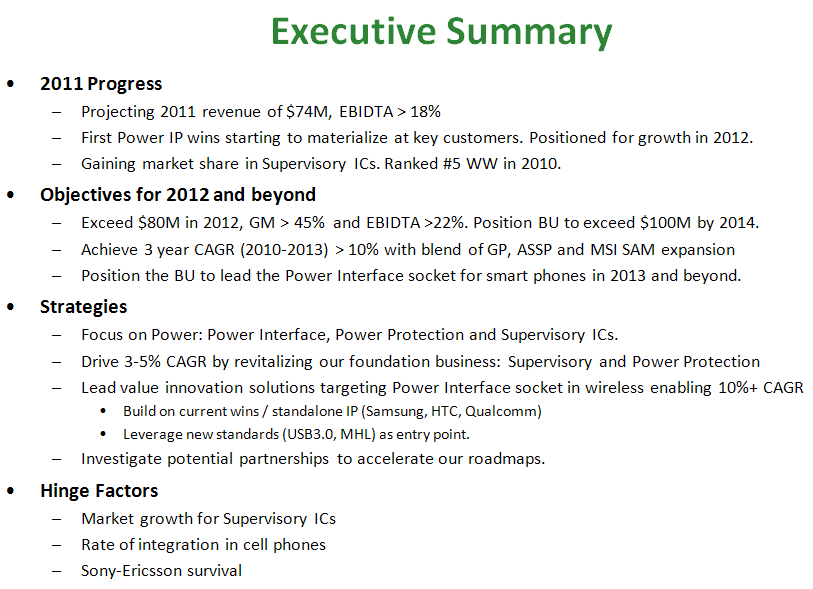 Executive Summary
• 2011 Progress
– Projecting 2011 revenue of $74M, EBIDTA > 18%
– First Power IP wins starting to materialize at key customers. Positioned for growth in 2012.
– Gaining market share in Supervisory ICs. Ranked #5 WW in 2010.
• Objectives for 2012 and beyond
– Exceed $80M in 2012, GM > 45% and EBIDTA >22%. Position BU to exceed $100M by 2014.
– Achieve 3 year CAGR (2010-2013) > 10% with blend of GP, ASSP and MSI SAM expansion
– Position the BU to lead the Power Interface socket for smart phones in 2013 and beyond.
• Strategies
– Focus on Power: Power Interface, Power Protection and Supervisory ICs.
– Drive 3-5% CAGR by revitalizing our foundation business: Supervisory and Power Protection
– Lead value innovation solutions targeting Power Interface socket in wireless enabling 10%+ CAGR
• Build on current wins / standalone IP (Samsung, HTC, Qualcomm)
• Leverage new standards (USB3.0, MHL) as entry point.
– Investigate potential partnerships to accelerate our roadmaps.
• Hinge Factors
– Market growth for Supervisory ICs
– Rate of integration in cell phones
– Sony-Ericsson survival